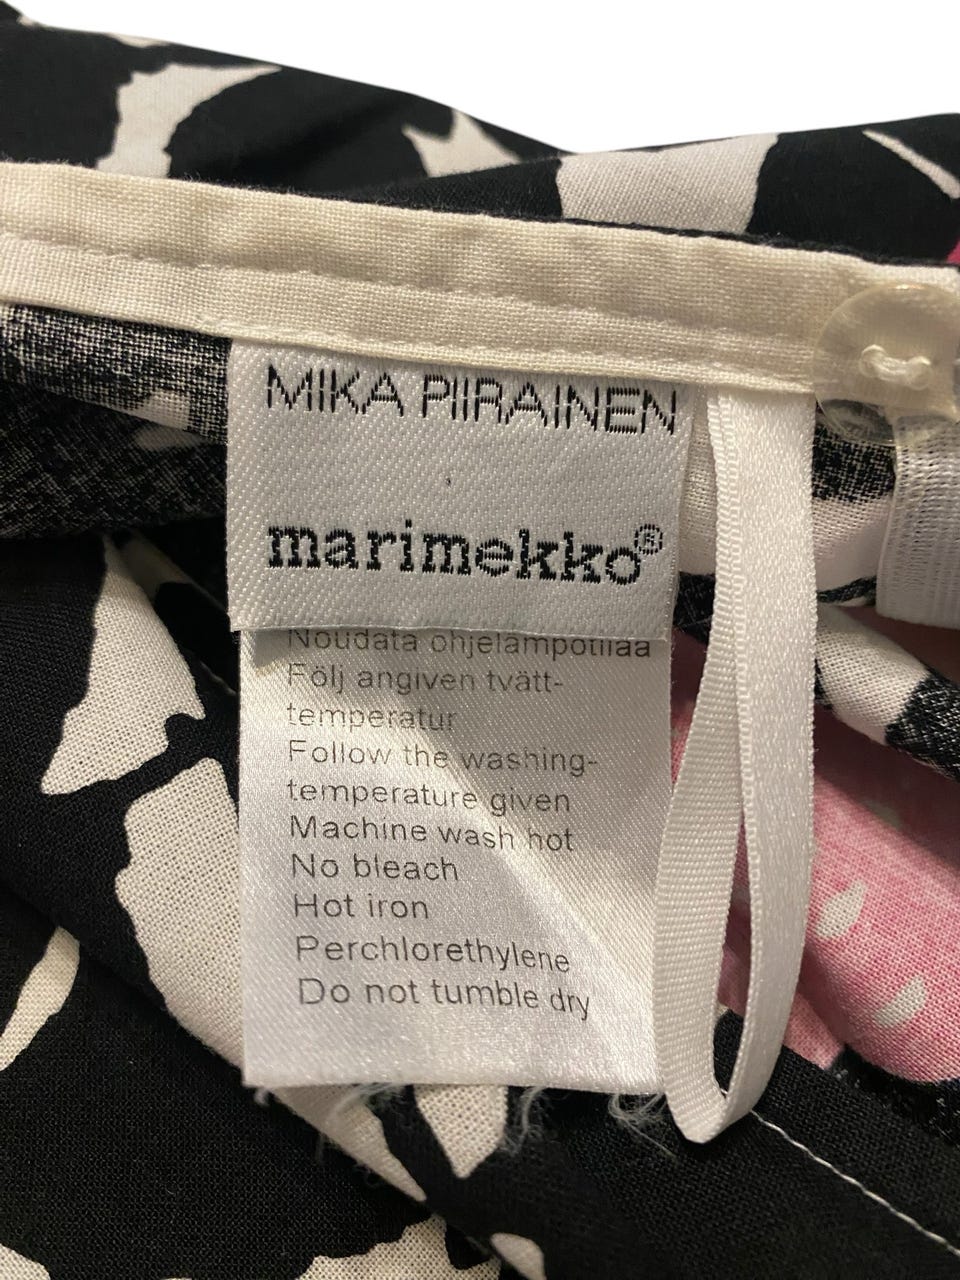 MIKA PIIRAINEN
marimekko®
Noudata ohjelämpötilaa
Följ angiven tvätt-
temperatur
Follow the washing-
temperature given
Machine wash hot
No bleach
Hot iron
Perchlorethylene
Do not tumble dry